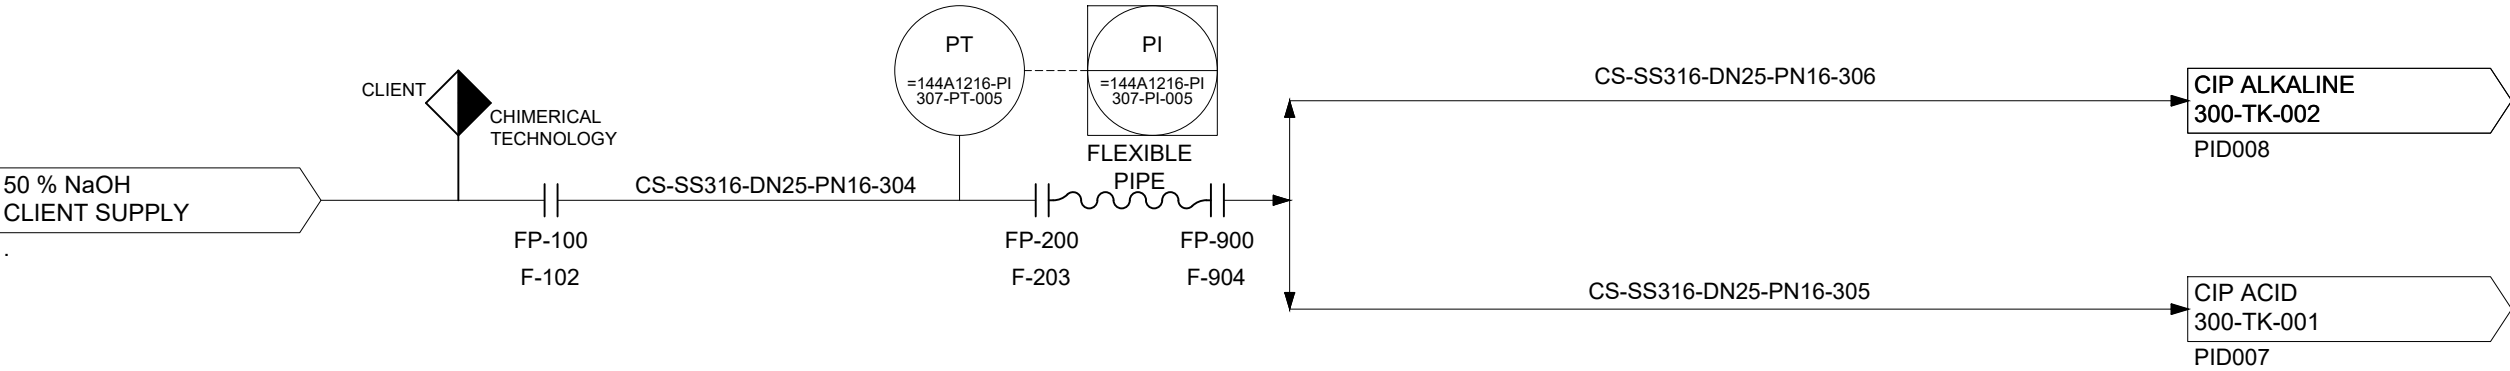 PT
=144A1216-PI
307-PT-005
PI
=144A1216-PI
307-PI-005
CLIENT
CHIMERICAL
TECHNOLOGY
50 % NaOH
CLIENT SUPPLY
.
CS-SS316-DN25-PN16-304
FLEXIBLE
PIPE
FP-100
F-102
FP-200
F-203
FP-900
F-904
CS-SS316-DN25-PN16-306
CIP ALKALINE
300-TK-002
PID008
CS-SS316-DN25-PN16-305
CIP ACID
300-TK-001
PID007